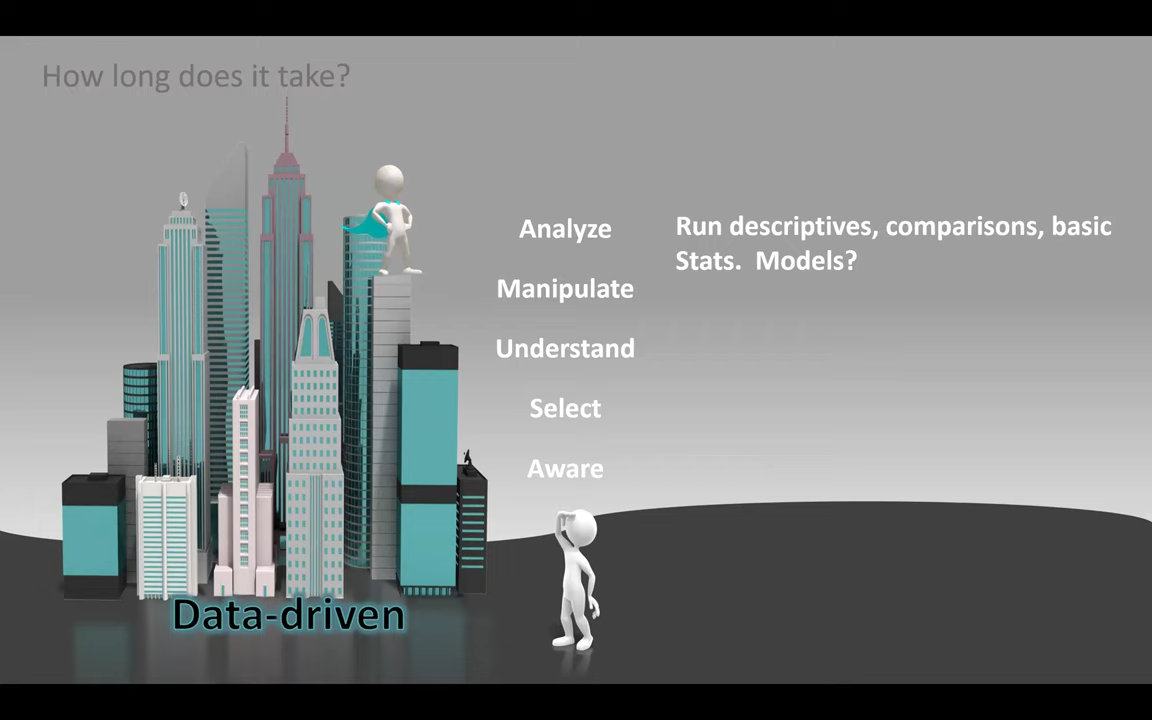 How long does it take?
Analyze
Run descriptives, comparisons, basic
Stats.  Models?
Manipulate
Understand
Select
Aware
Data-driven